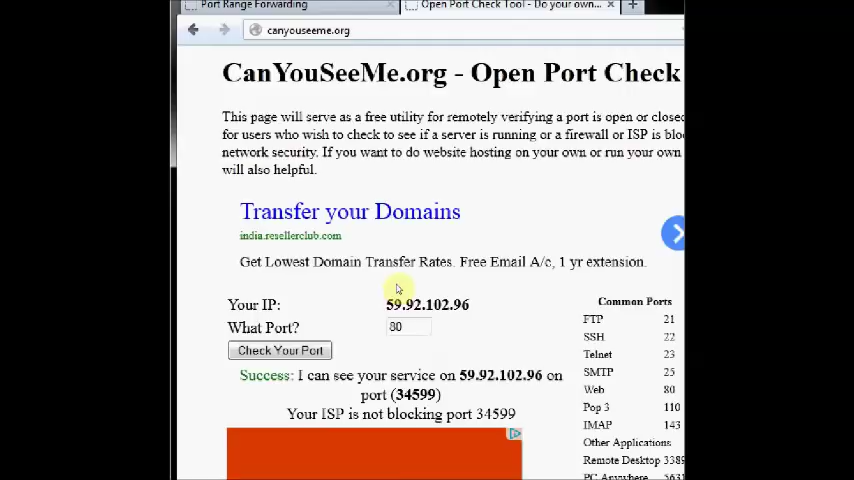 Port Range Forwarding
Open Port Check Tool - Do your own...
canyouseeme.org
CanYouSeeMe.org - Open Port Check
This page will serve as a free utility for remotely verifying a port is open or
for users who wish to check to see if a server is running or a firewall or ISP is
network security. If you want to do website hosting on your own or run your own
will also helpful.
Transfer your Domains
india.resellerclub.com
Get Lowest Domain Transfer Rates. Free Email A/c, 1 yr extension.
Your IP: 59.92.102.96
What Port? 80
Check Your Port
Success: I can see your service on 59.92.102.96 on
port (34599)
Your ISP is not blocking port 34599
Common Ports
FTP 21
SSH 22
Telnet 23
SMTP 25
Web 80
Pop 3 110
IMAP 143
Other Applications
Remote Desktop 3389
PC Anywhere 5631